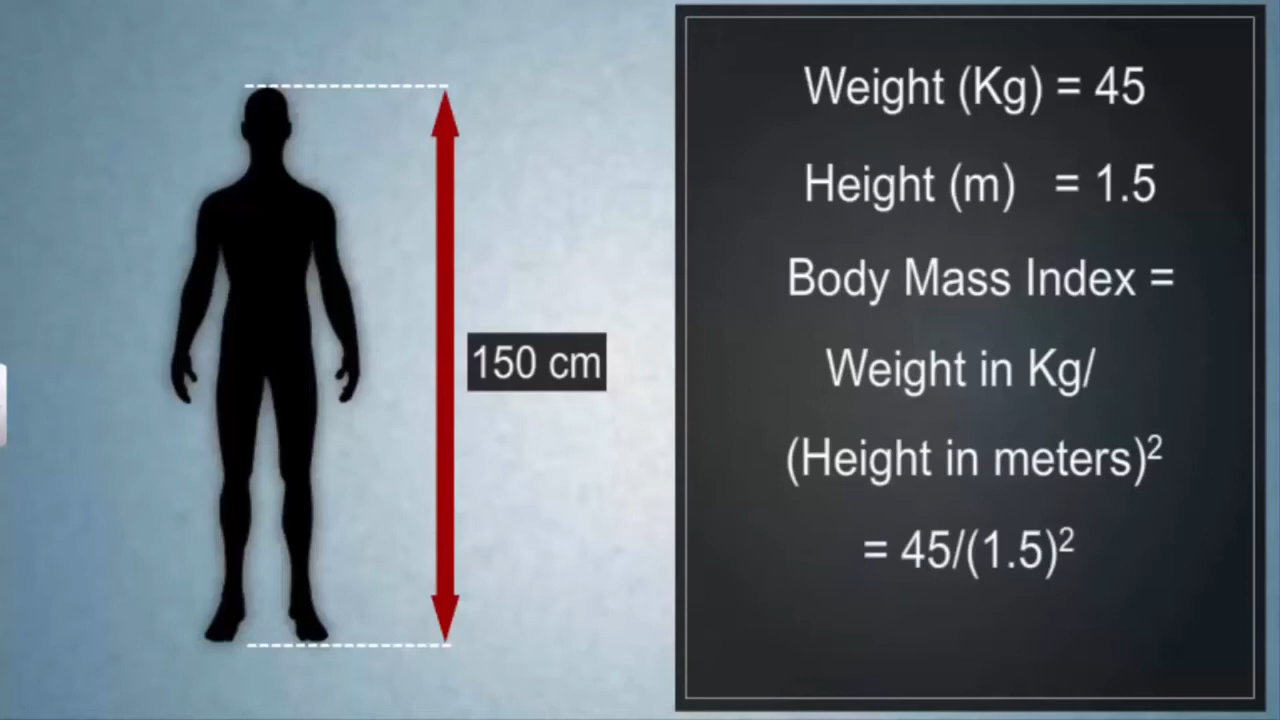 150 cm
Weight (Kg) = 45
Height (m) = 1.5
Body Mass Index =
Weight in Kg/
(Height in meters)²
= 45/(1.5)²